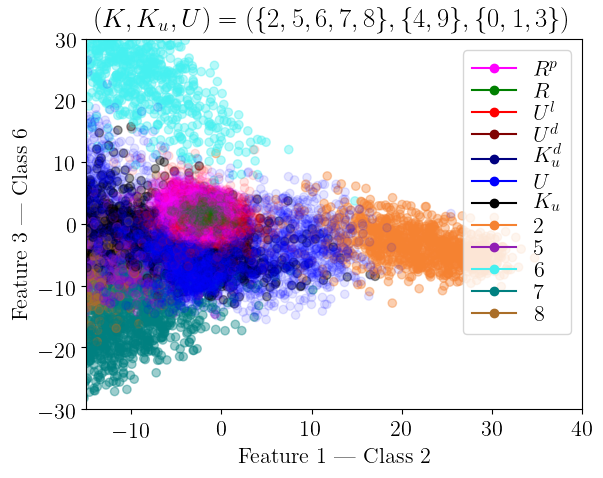 (K, K_u, U) = ({2, 5, 6, 7, 8}, {4, 9}, {0, 1, 3})
30
20
10
0
−10
−20
−30
Feature 3 — Class 6
−10
0
10
20
30
40
Feature 1 — Class 2
R^p
R
U^l
U^d
K_u^d
U
K_u
2
5
6
7
8